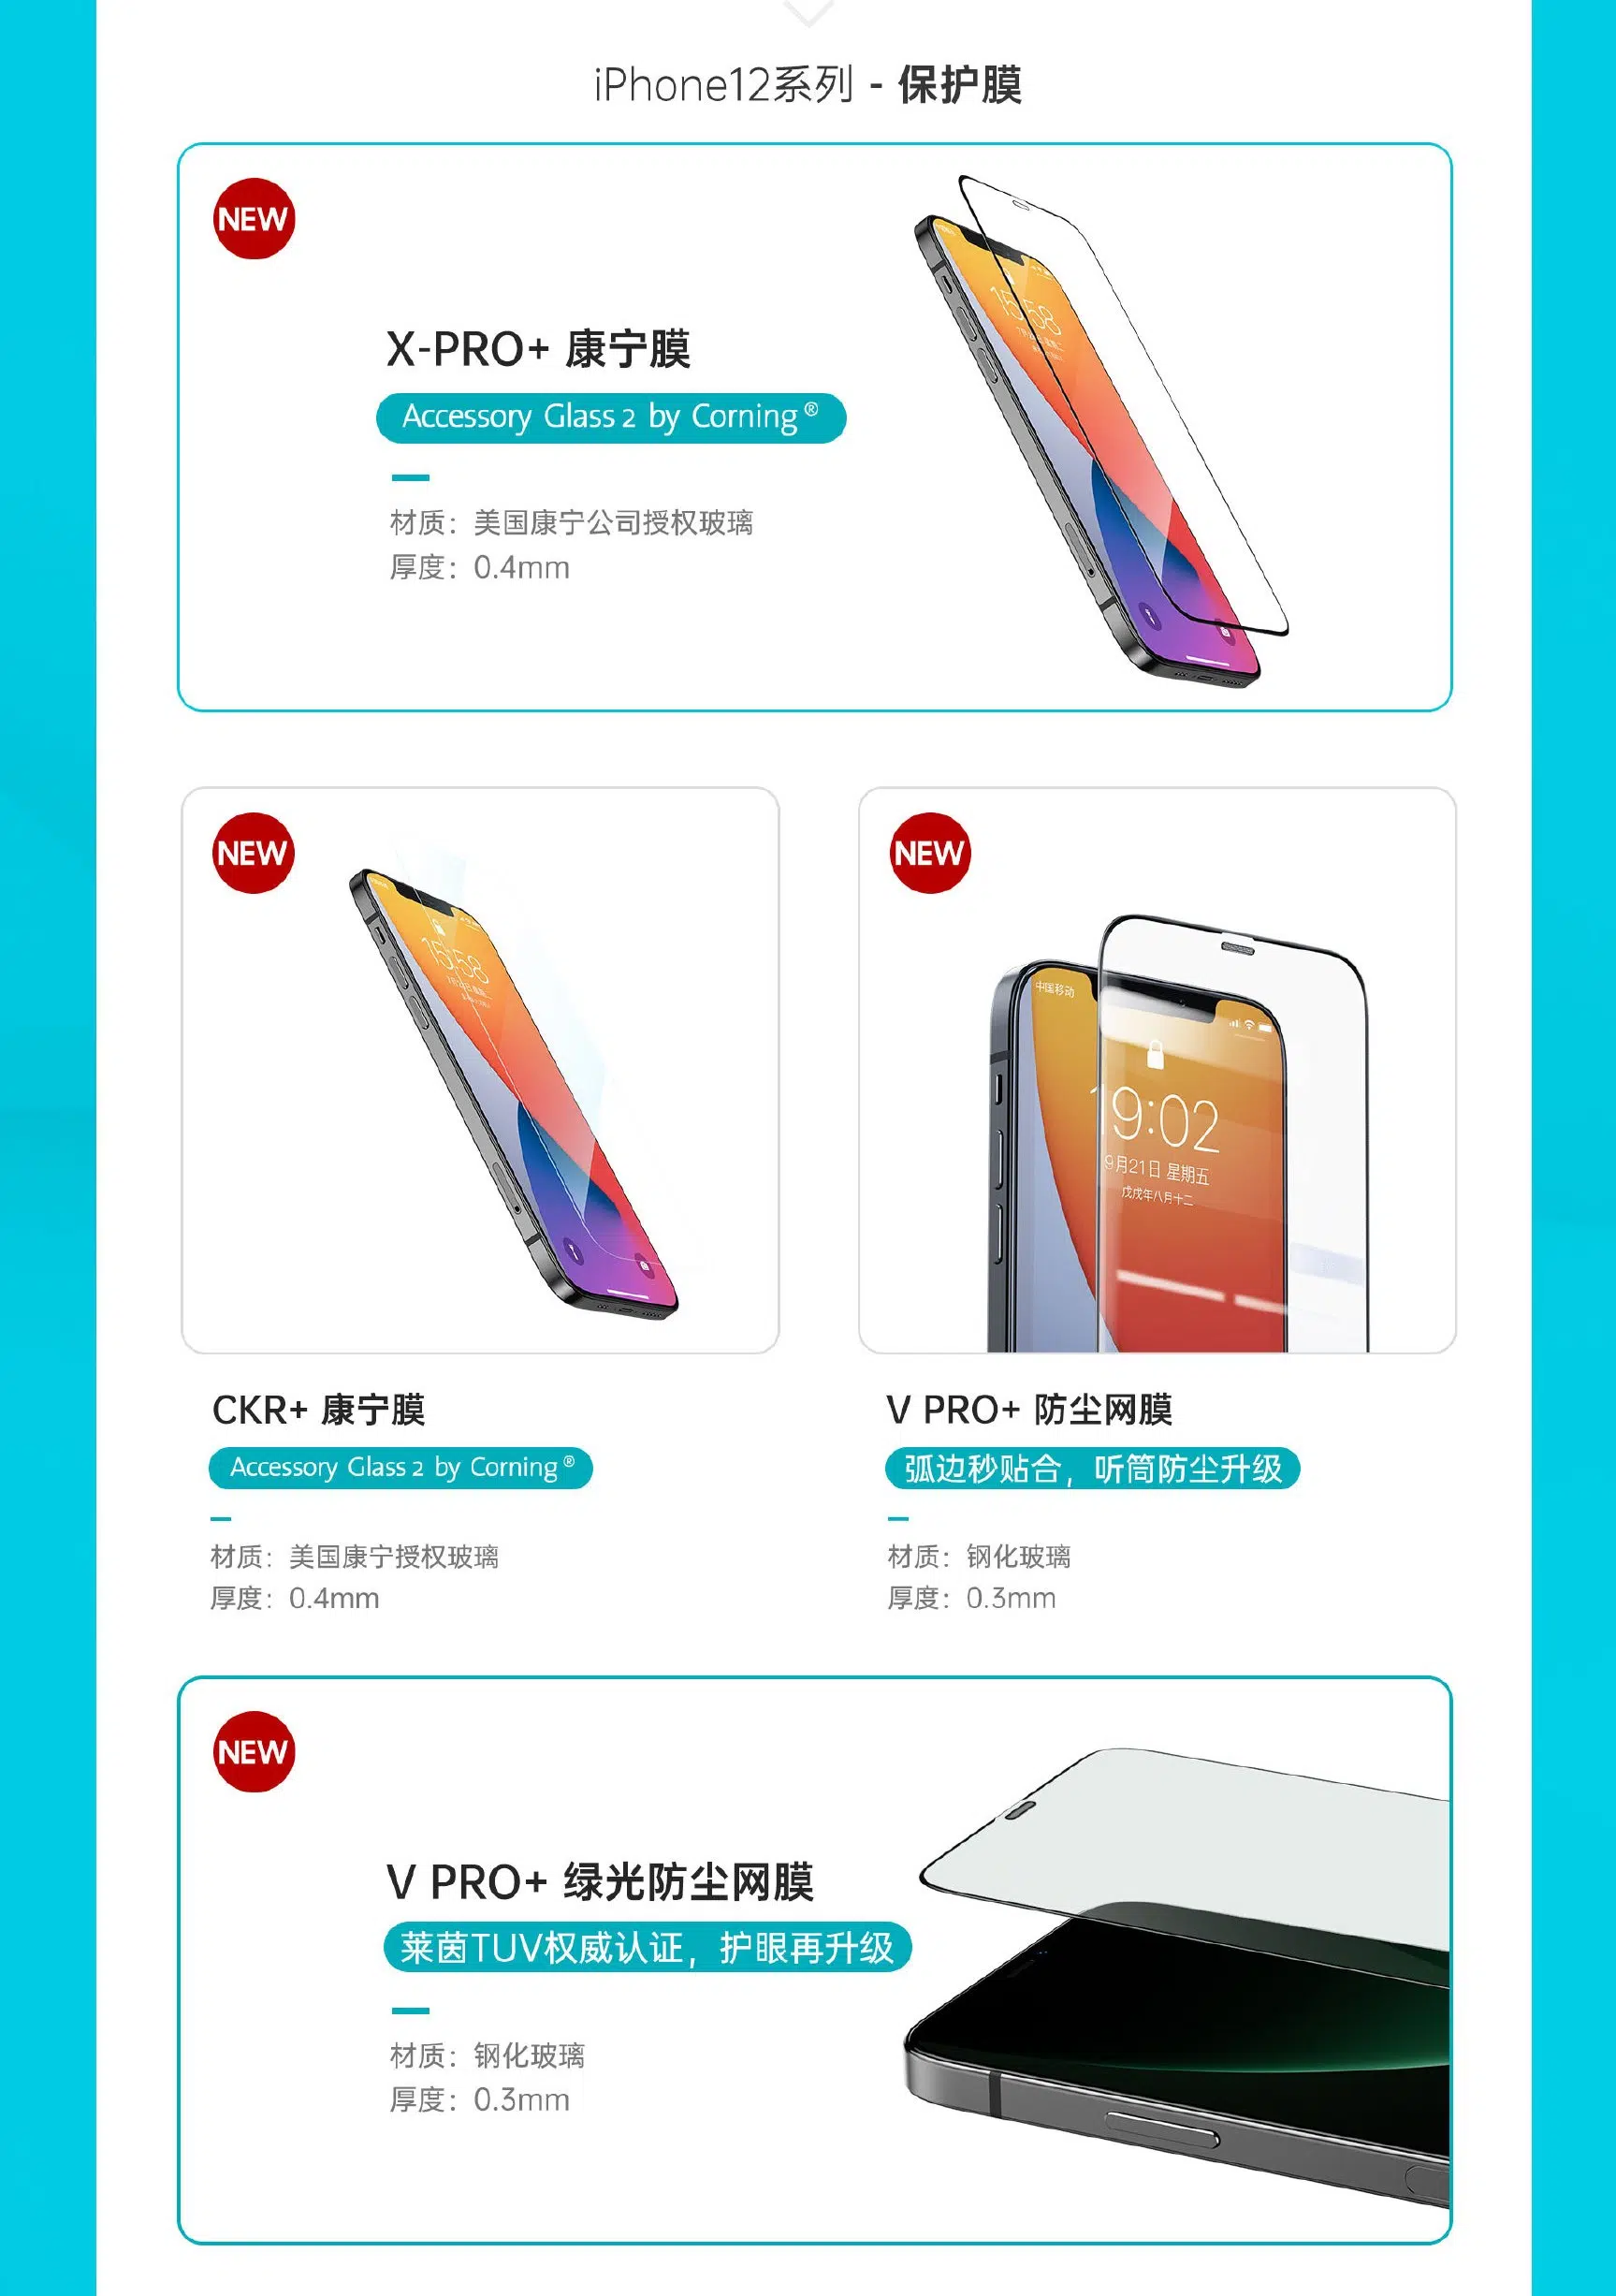 iPhone12系列 - 保护膜
NEW
15:58
X-PRO+ 康宁膜
Accessory Glass 2 by Corning®
材质：美国康宁公司授权玻璃
厚度：0.4mm
NEW
15:58
NEW
中国移动
19:02
9月21日 星期五
戊戌年八月十二
CKR+ 康宁膜
Accessory Glass 2 by Corning®
材质：美国康宁授权玻璃
厚度：0.4mm
V PRO+ 防尘网膜
弧边秒贴合，听筒防尘升级
材质：钢化玻璃
厚度：0.3mm
NEW
V PRO+ 绿光防尘网膜
莱茵TUV权威认证，护眼再升级
材质：钢化玻璃
厚度：0.3mm